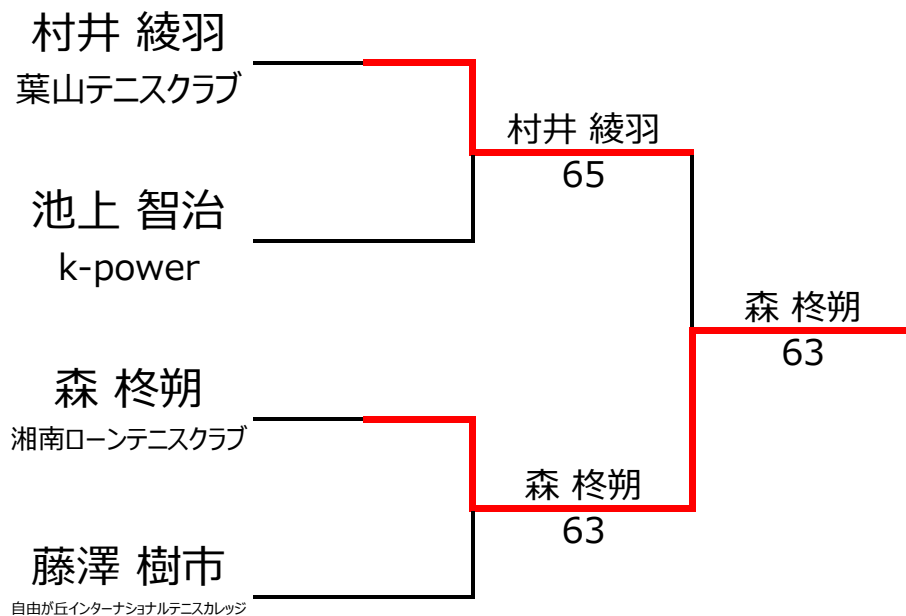 村井 綾羽
葉山テニスクラブ
村井 綾羽
65
池上 智治
k-power
森 柊朔
63
森 柊朔
湘南ローンテニスクラブ
森 柊朔
63
藤澤 樹市
自由が丘インターナショナルテニスカレッジ